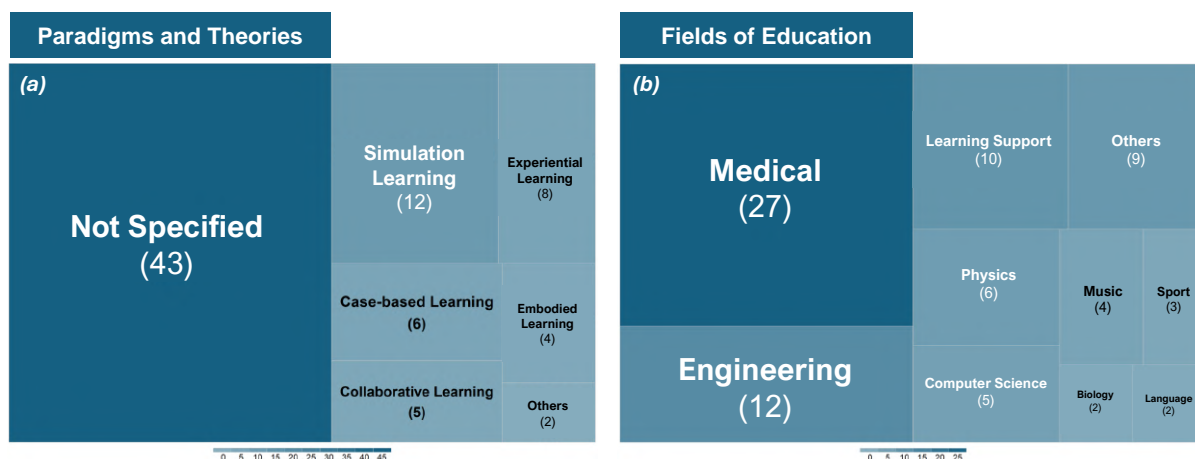 Paradigms and Theories
(a)
Not Specified
(43)
Simulation
Learning
(12)
Experiential
Learning
(8)
Case-based Learning
(6)
Embodied
Learning
(4)
Collaborative Learning
(5)
Others
(2)
0 5 10 15 20 25 30 35 40 45
Fields of Education
(b)
Medical
(27)
Learning Support
(10)
Others
(9)
Physics
(6)
Music
(4)
Sport
(3)
Engineering
(12)
Computer Science
(5)
Biology
(2)
Language
(2)
0 5 10 15 20 25